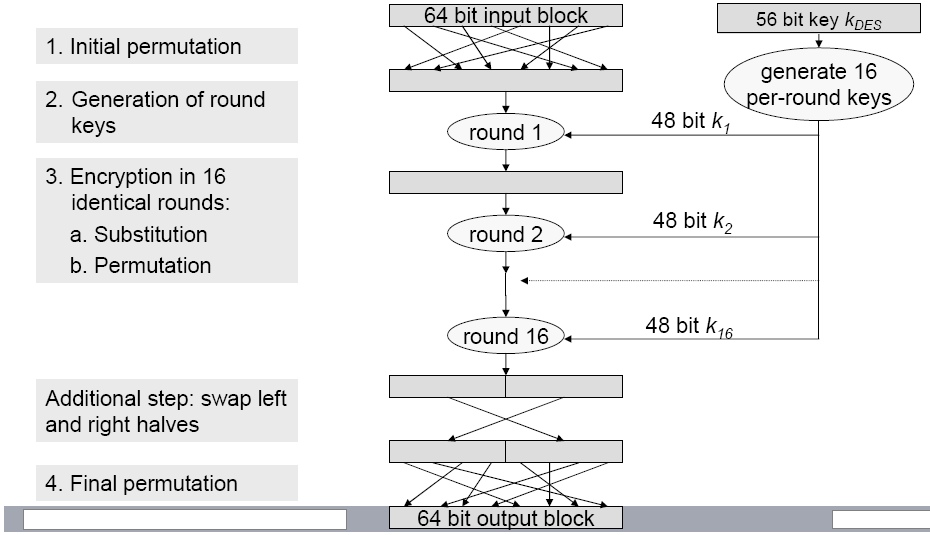 64 bit input block
56 bit key kDES
1. Initial permutation
generate 16
per-round keys
2. Generation of round
keys
48 bit k1
round 1
3. Encryption in 16
identical rounds:
a. Substitution
b. Permutation
48 bit k2
round 2
48 bit k16
round 16
Additional step: swap left
and right halves
4. Final permutation
64 bit output block